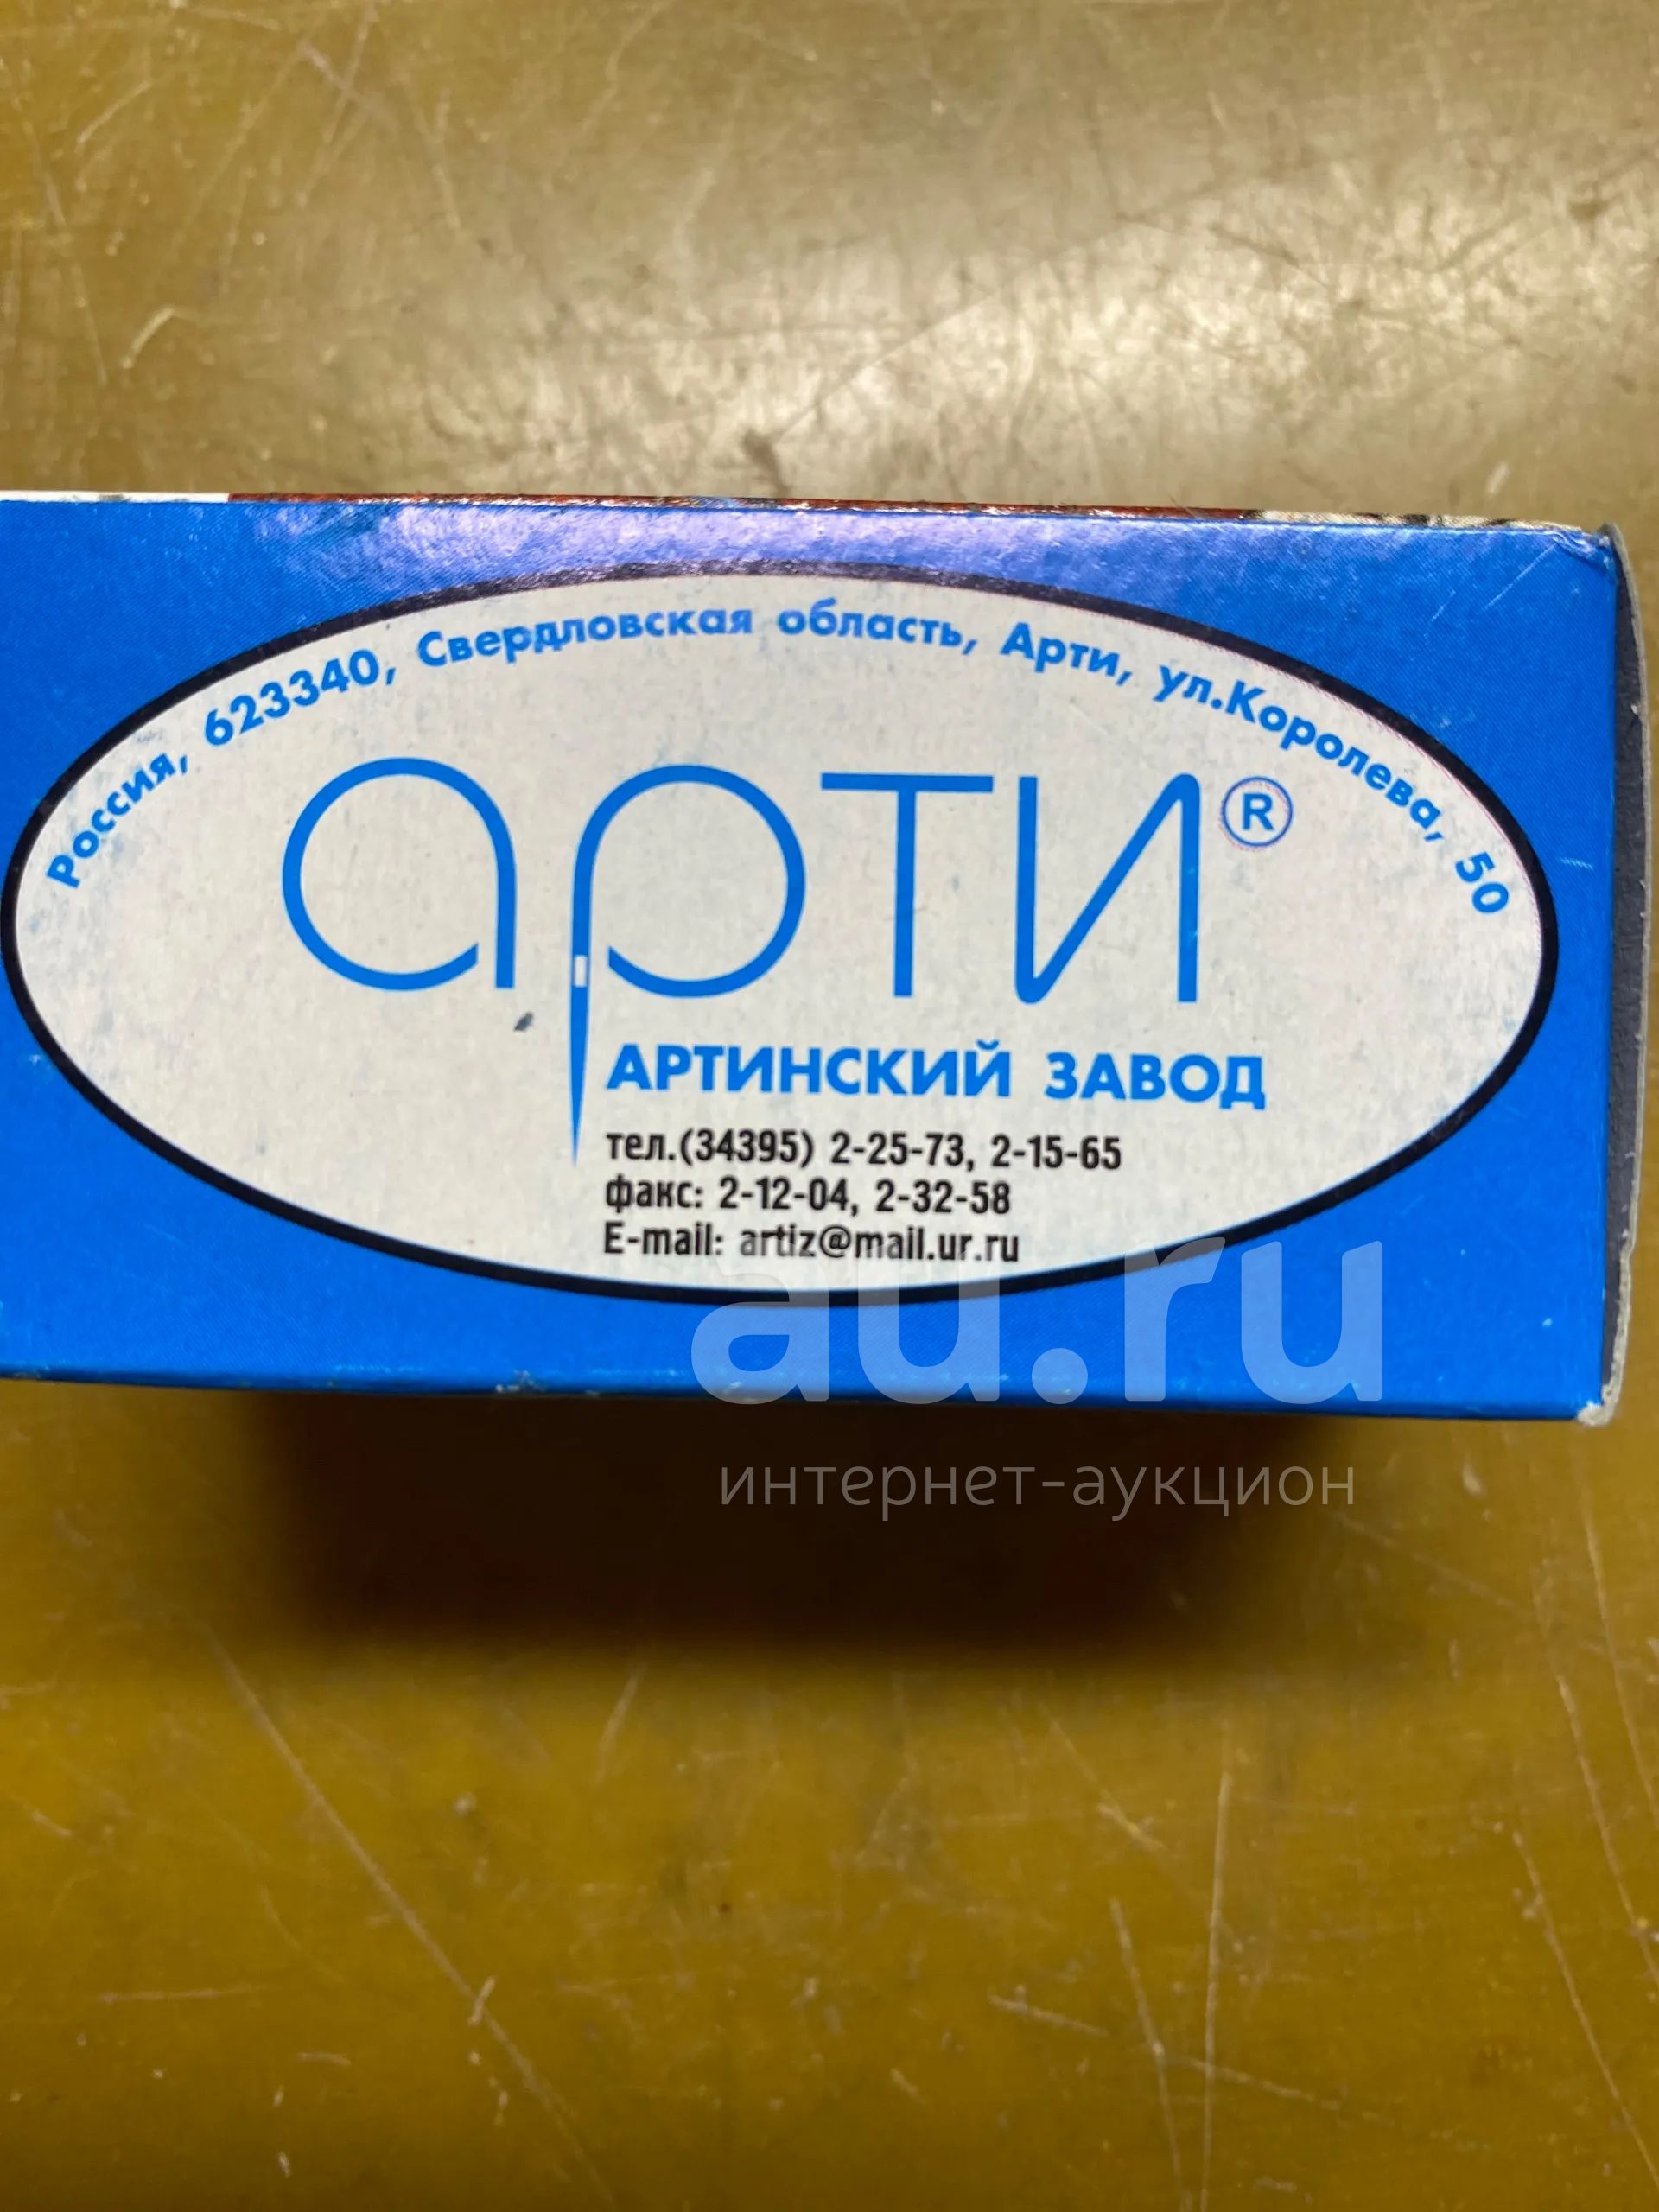 Россия, 623340, Свердловская область, Арти, ул.Королева, 50
арти®
АРТИНСКИЙ ЗАВОД
тел.(34395) 2-25-73, 2-15-65
факс: 2-12-04, 2-32-58
E-mail: artiz@mail.ur.ru
au.ru
интернет-аукцион